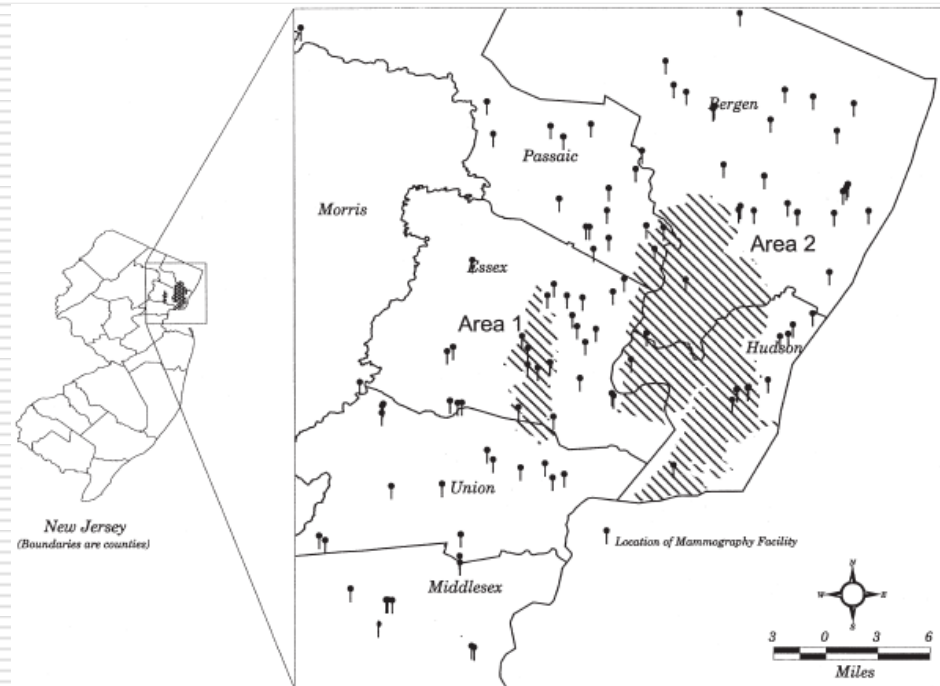 Bergen
Passaic
Morris
Area 2
Essex
Area 1
Hudson
Union
New Jersey
(Boundaries are counties)
Location of Mammography Facility
Middlesex
N
W
E
S
3 0 3 6
Miles